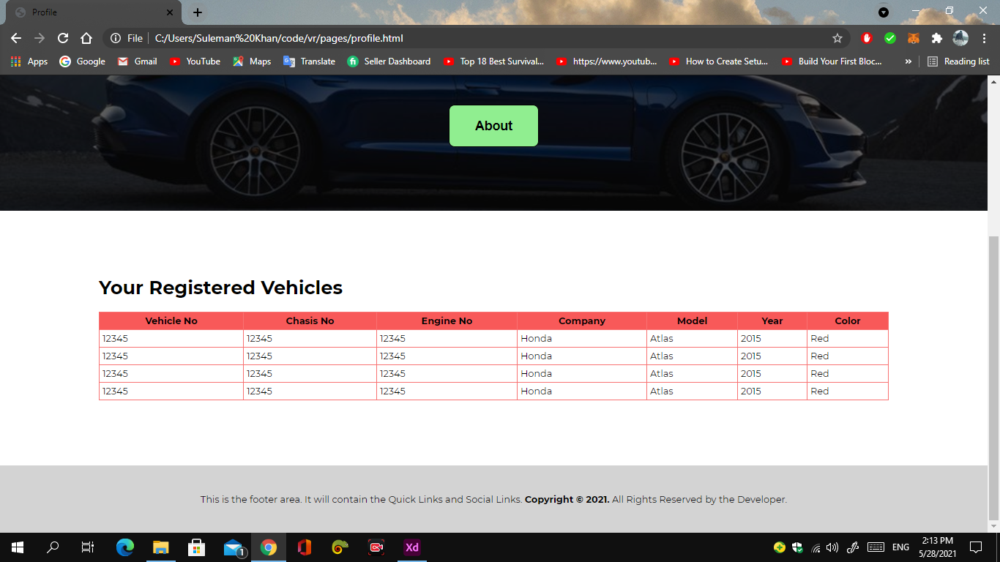 Profile
File C:/Users/Suleman%20Khan/code/vr/pages/profile.html
Apps Google Gmail YouTube Maps Translate Seller Dashboard Top 18 Best Survival... https://www.youtub... How to Create Setu... Build Your First Bloc... » Reading list
About
Your Registered Vehicles
Vehicle No Chasis No Engine No Company Model Year Color
12345 12345 12345 Honda Atlas 2015 Red
12345 12345 12345 Honda Atlas 2015 Red
12345 12345 12345 Honda Atlas 2015 Red
12345 12345 12345 Honda Atlas 2015 Red
This is the footer area. It will contain the Quick Links and Social Links. Copyright © 2021. All Rights Reserved by the Developer.
1 Xd ENG 2:13 PM
5/28/2021